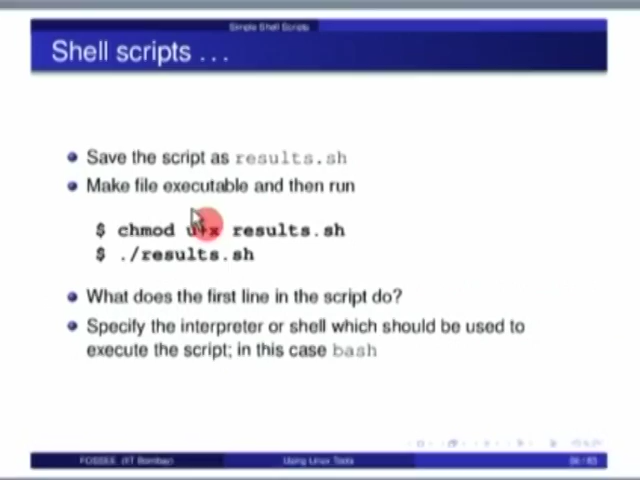 Simple Shell Scripts
Shell scripts . . .
Save the script as results.sh
Make file executable and then run
$ chmod u+x results.sh
$ ./results.sh
What does the first line in the script do?
Specify the interpreter or shell which should be used to
execute the script; in this case bash
FOSSEE (IIT Bombay)
Using Linux Tools